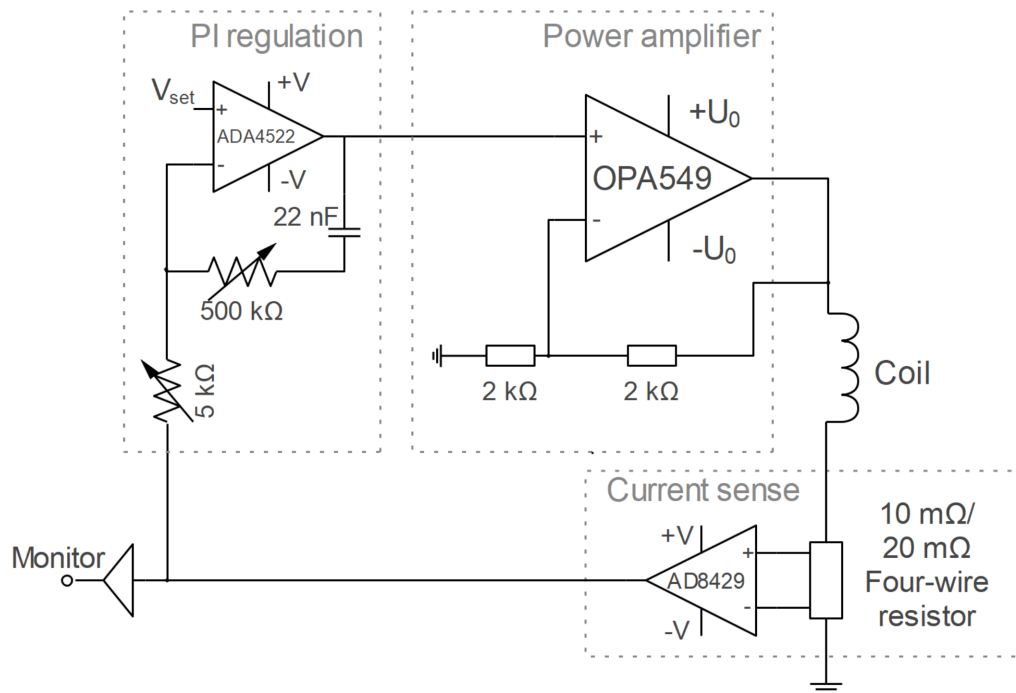 PI regulation
Power amplifier
Vset
+
+V
ADA4522
-
-V
22 nF
500 kΩ
5 kΩ
+
+U0
OPA549
-
-U0
2 kΩ
2 kΩ
Coil
Current sense
+V
+
AD8429
-
-V
10 mΩ/
20 mΩ
Four-wire
resistor
Monitor